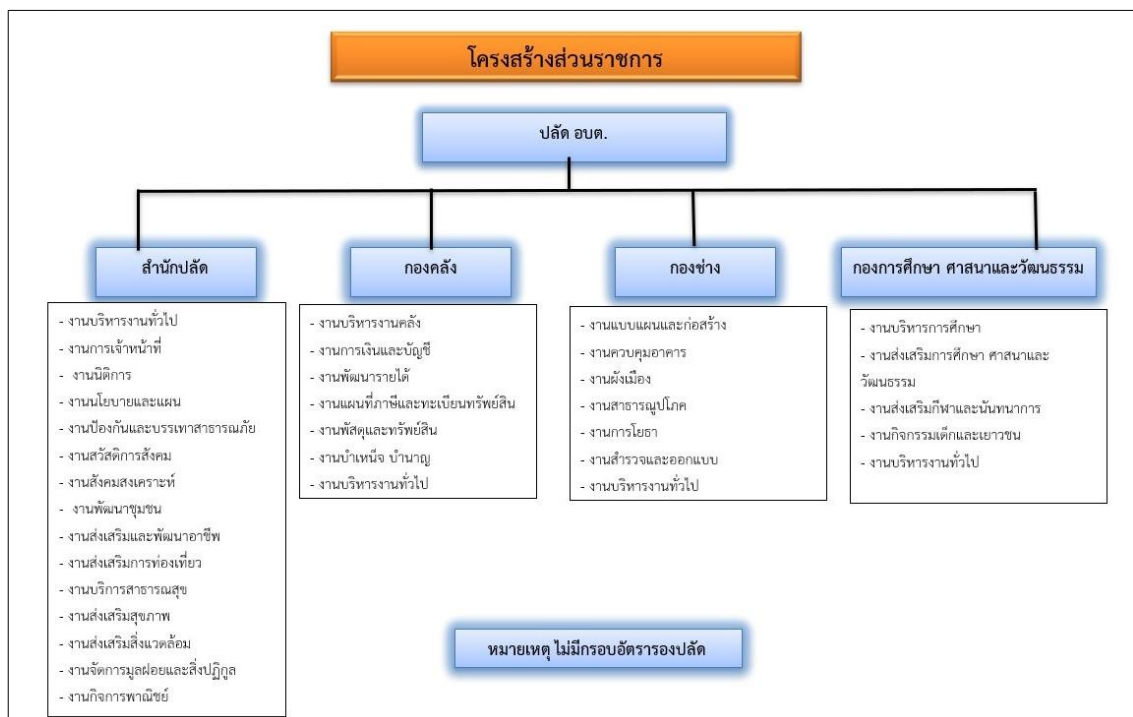 โครงสร้างส่วนราชการ
ปลัด อบต.
สำนักปลัด
- งานบริหารงานทั่วไป
- งานการเจ้าหน้าที่
- งานนิติการ
- งานนโยบายและแผน
- งานป้องกันและบรรเทาสาธารณภัย
- งานสวัสดิการสังคม
- งานสังคมสงเคราะห์
- งานพัฒนาชุมชน
- งานส่งเสริมและพัฒนาอาชีพ
- งานส่งเสริมการท่องเที่ยว
- งานบริการสาธารณสุข
- งานส่งเสริมสุขภาพ
- งานส่งเสริมสิ่งแวดล้อม
- งานจัดการมูลฝอยและสิ่งปฏิกูล
- งานกิจการพาณิชย์
กองคลัง
- งานบริหารงานคลัง
- งานการเงินและบัญชี
- งานพัฒนารายได้
- งานแผนที่ภาษีและทะเบียนทรัพย์สิน
- งานพัสดุและทรัพย์สิน
- งานบำเหน็จ บำนาญ
- งานบริหารงานทั่วไป
กองช่าง
- งานแบบแผนและก่อสร้าง
- งานควบคุมอาคาร
- งานผังเมือง
- งานสาธารณูปโภค
- งานการโยธา
- งานสำรวจและออกแบบ
- งานบริหารงานทั่วไป
กองการศึกษา ศาสนาและวัฒนธรรม
- งานบริหารการศึกษา
- งานส่งเสริมการศึกษา ศาสนาและ
วัฒนธรรม
- งานส่งเสริมกีฬาและนันทนาการ
- งานกิจกรรมเด็กและเยาวชน
- งานบริหารงานทั่วไป
หมายเหตุ ไม่มีกรอบอัตรารองปลัด